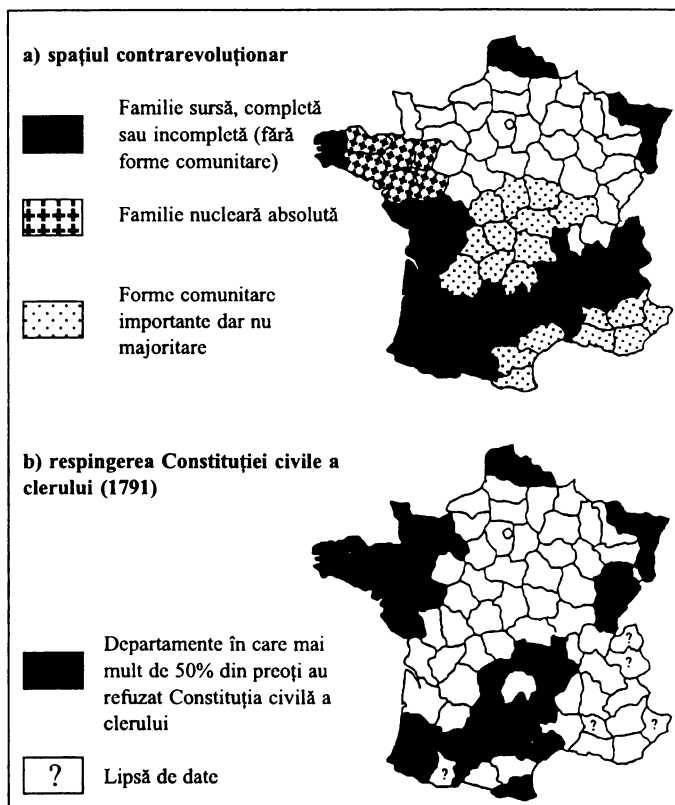 a) spațiul contrarevoluționar
Familie sursă, completă
sau incompletă (fără
forme comunitare)
Familie nucleară absolută
Forme comunitare
importante dar nu
majoritare
b) respingerea Constituției civile a
clerului (1791)
Departamente în care mai
mult de 50% din preoți au
refuzat Constituția civilă a
clerului
?
Lipsă de date
?
?
?
?
?